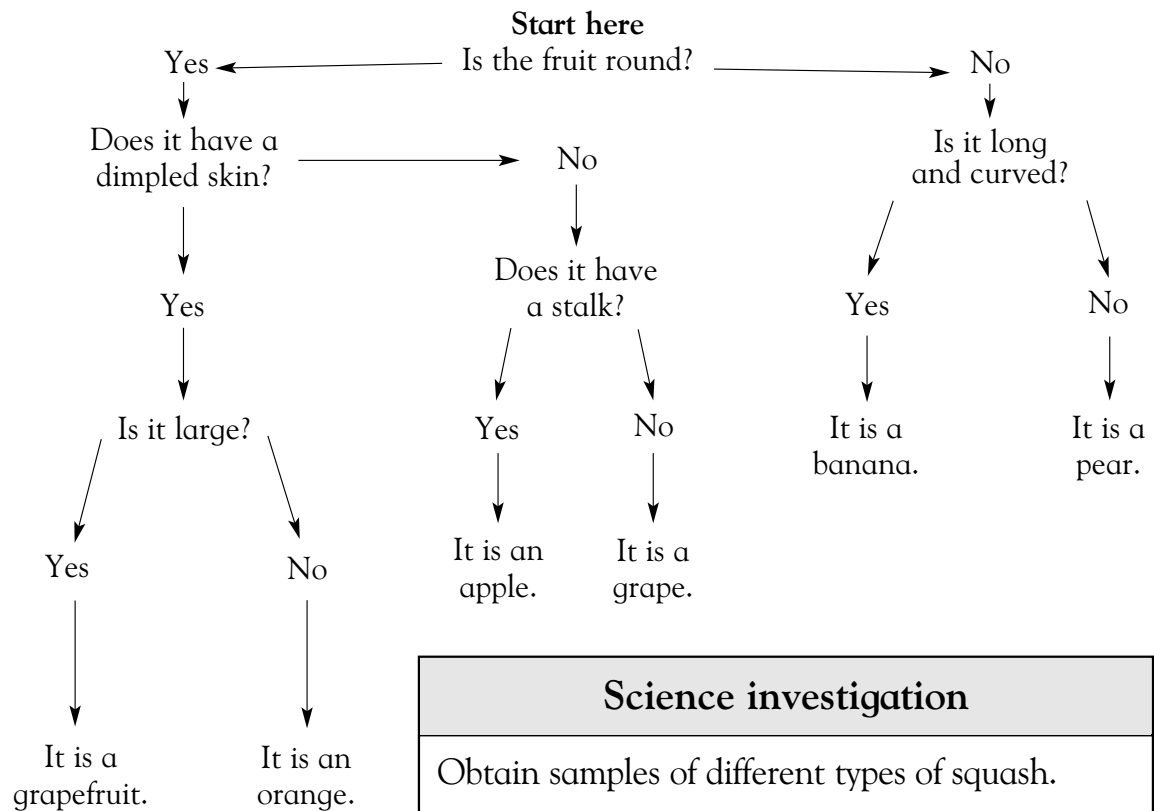 Start here
Is the fruit round?
Yes
No
Does it have a
dimpled skin?
No
Is it long
and curved?
Yes
Does it have
a stalk?
Yes
No
Is it large?
Yes
No
It is a
banana.
It is a
pear.
Yes
No
It is an
apple.
It is a
grape.
It is a
grapefruit.
It is an
orange.
Science investigation
Obtain samples of different types of squash.